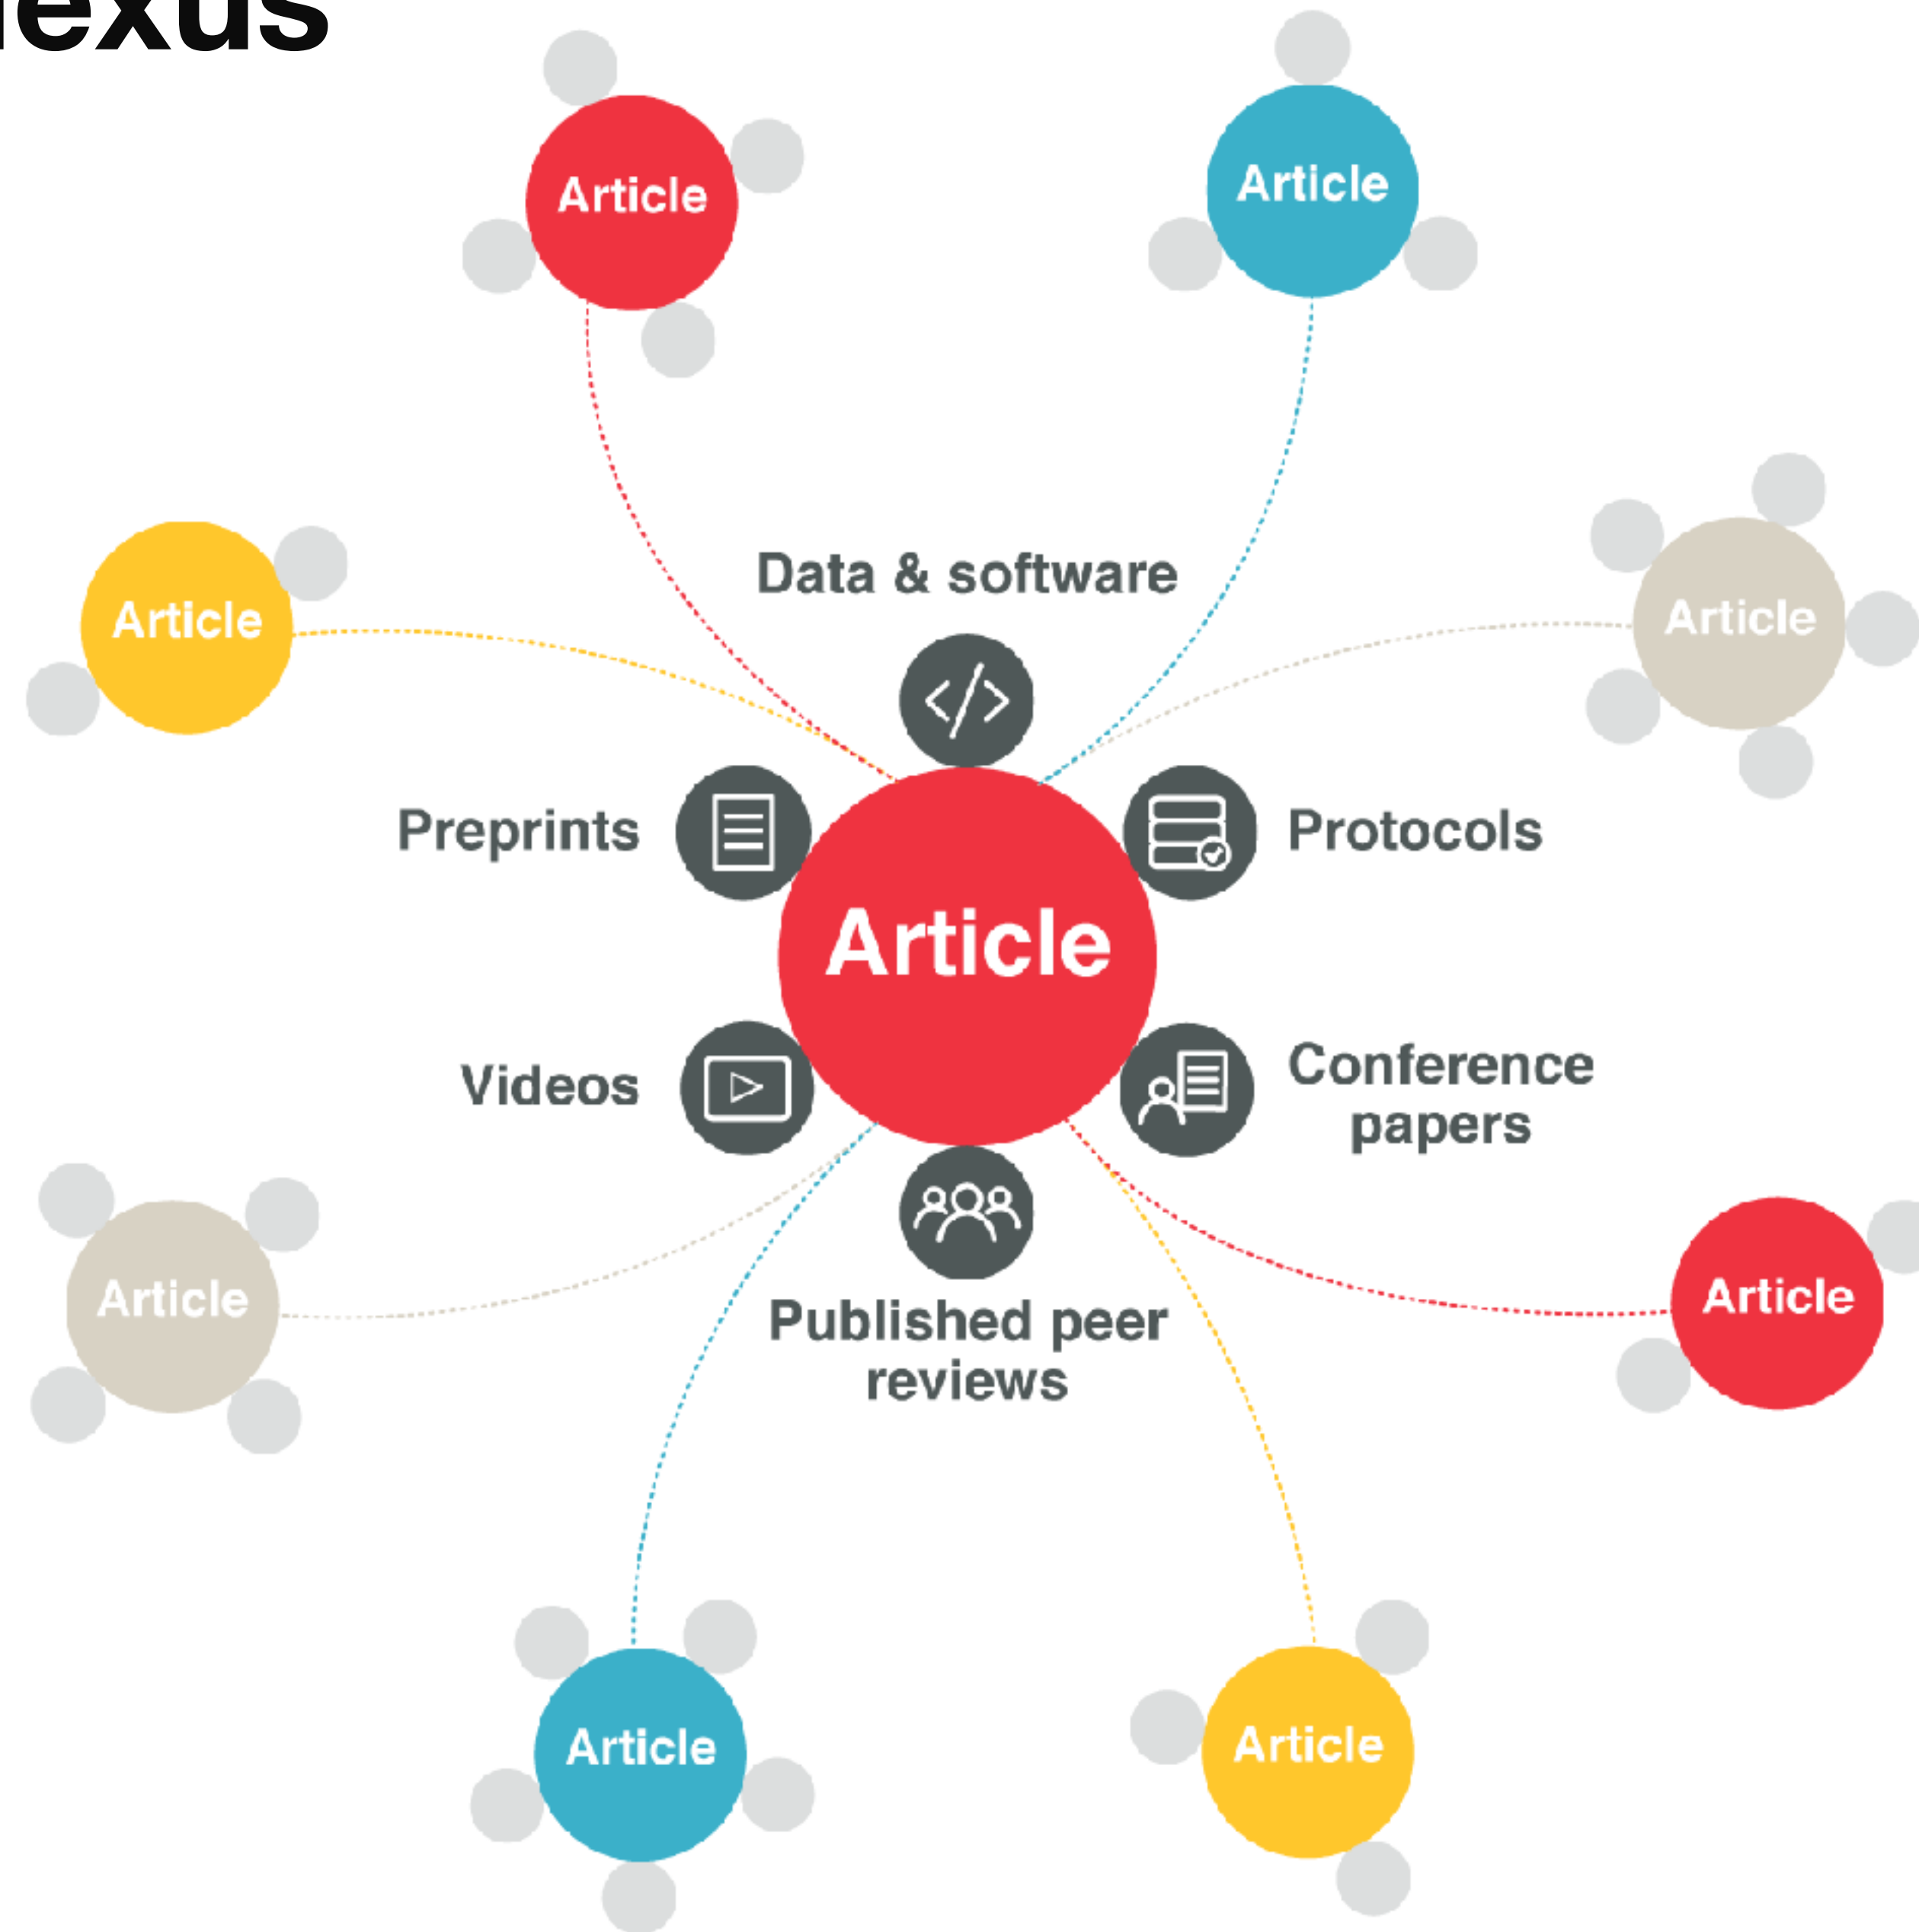 exus
Article
Article
Data & software
Article
Article
Preprints
Protocols
Article
Videos
Conference
papers
Article
Published peer
reviews
Article
Article
Article